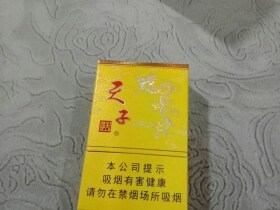 天子
本公司提示
吸烟有害健康
请勿在禁烟场所吸烟